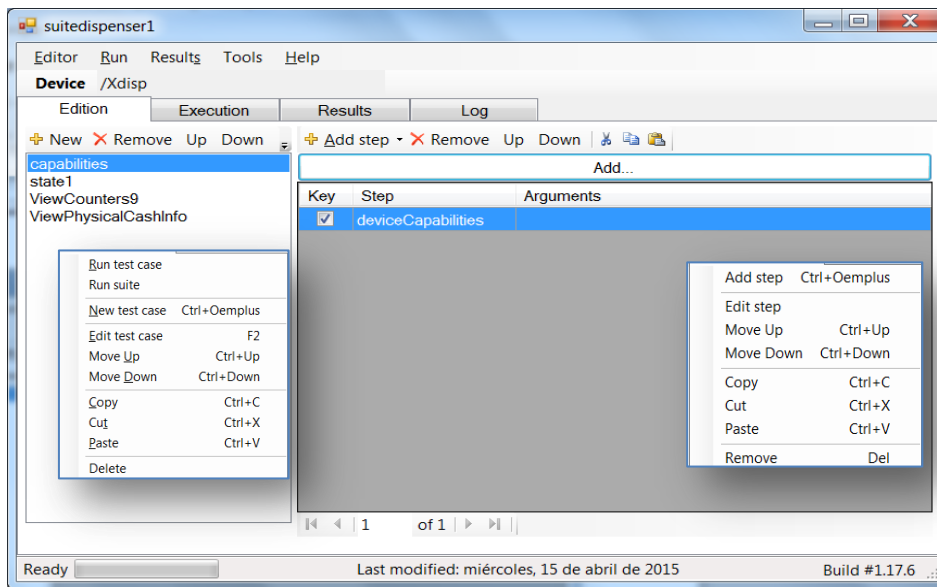 suitedispenser1
Editor Run Results Tools Help
Device /Xdisp
Edition Execution Results Log
New Remove Up Down Add step Remove Up Down
capabilities
state1
ViewCounters9
ViewPhysicalCashInfo
Add...
Key Step Arguments
deviceCapabilities
Run test case
Run suite
New test case Ctrl+Oemplus
Edit test case F2
Move Up Ctrl+Up
Move Down Ctrl+Down
Copy Ctrl+C
Cut Ctrl+X
Paste Ctrl+V
Delete
Add step Ctrl+Oemplus
Edit step
Move Up Ctrl+Up
Move Down Ctrl+Down
Copy Ctrl+C
Cut Ctrl+X
Paste Ctrl+V
Remove Del
1 of 1
Ready Last modified: miércoles, 15 de abril de 2015 Build #1.17.6